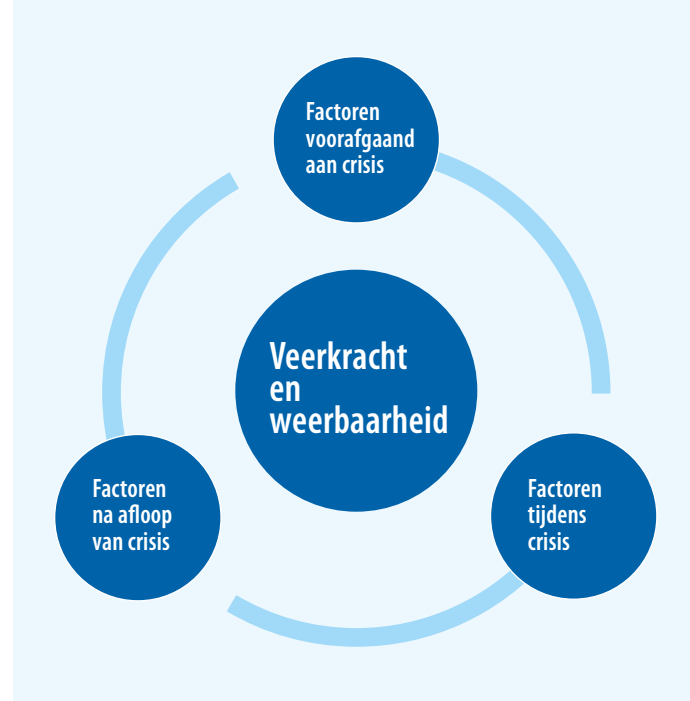 Factoren
voorafgaand
aan crisis
Veerkracht
en
weerbaarheid
Factoren
na afloop
van crisis
Factoren
tijdens
crisis